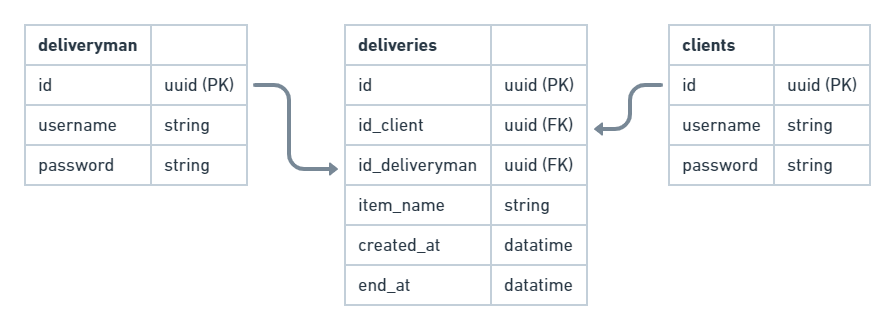 deliveryman
id uuid (PK)
username string
password string
deliveries
id uuid (PK)
id_client uuid (FK)
id_deliveryman uuid (FK)
item_name string
created_at datatime
end_at datatime
clients
id uuid (PK)
username string
password string